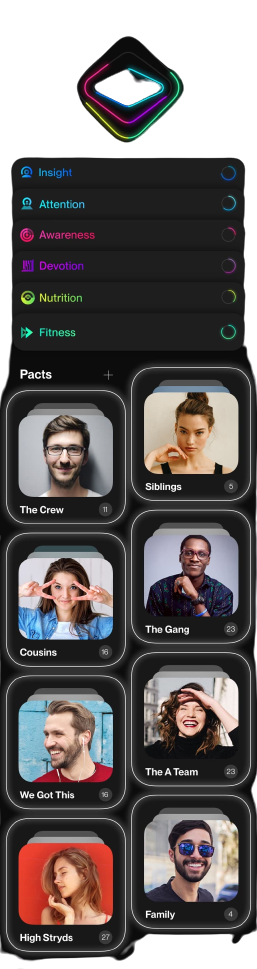 Insight
Attention
Awareness
Devotion
Nutrition
Fitness
Pacts
Siblings 5
The Crew 11
The Gang 23
Cousins 16
The A Team 23
We Got This 16
Family 4
High Stryds 27